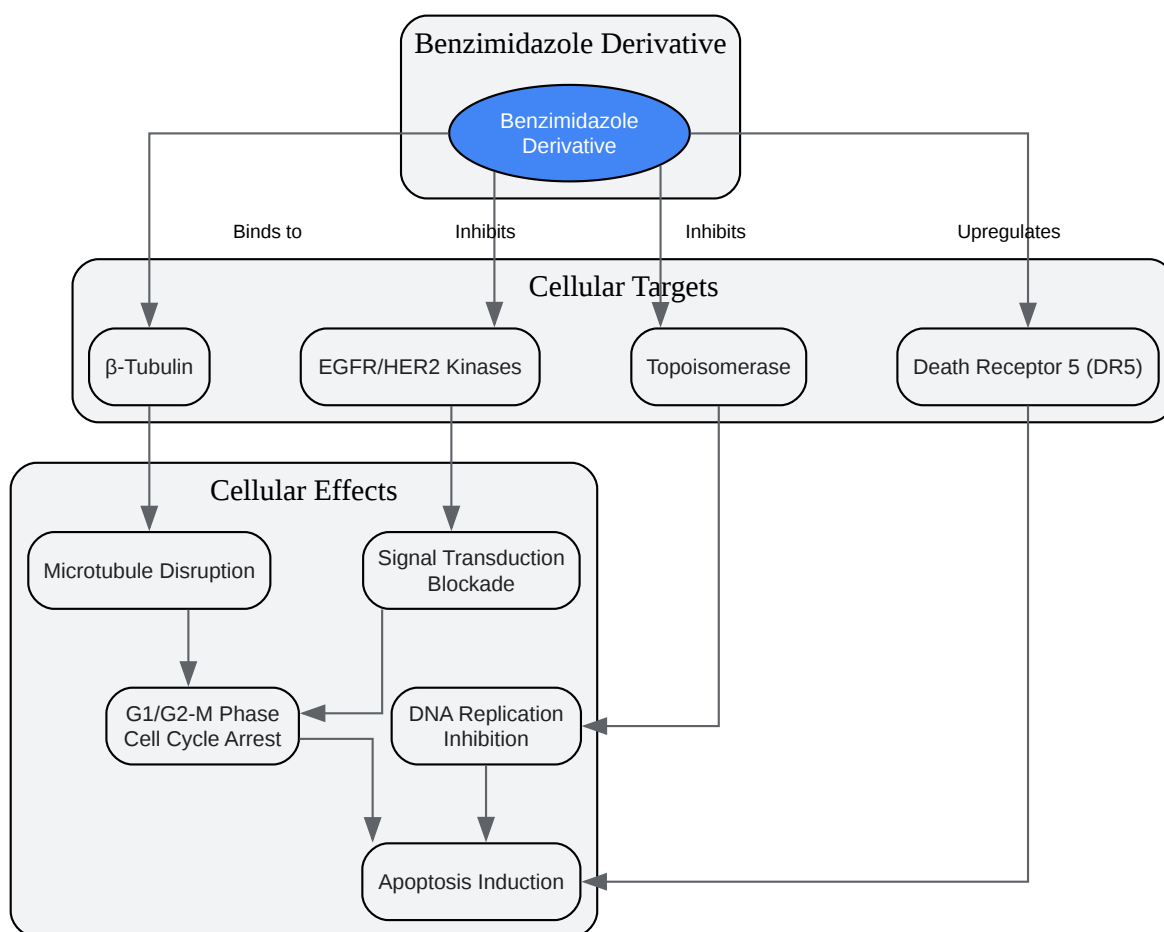 Benzimidazole Derivative
Benzimidazole
Derivative
Binds to
Inhibits
Inhibits
Upregulates
Cellular Targets
β-Tubulin
EGFR/HER2 Kinases
Topoisomerase
Death Receptor 5 (DR5)
Cellular Effects
Microtubule Disruption
Signal Transduction
Blockade
G1/G2-M Phase
Cell Cycle Arrest
DNA Replication
Inhibition
Apoptosis Induction